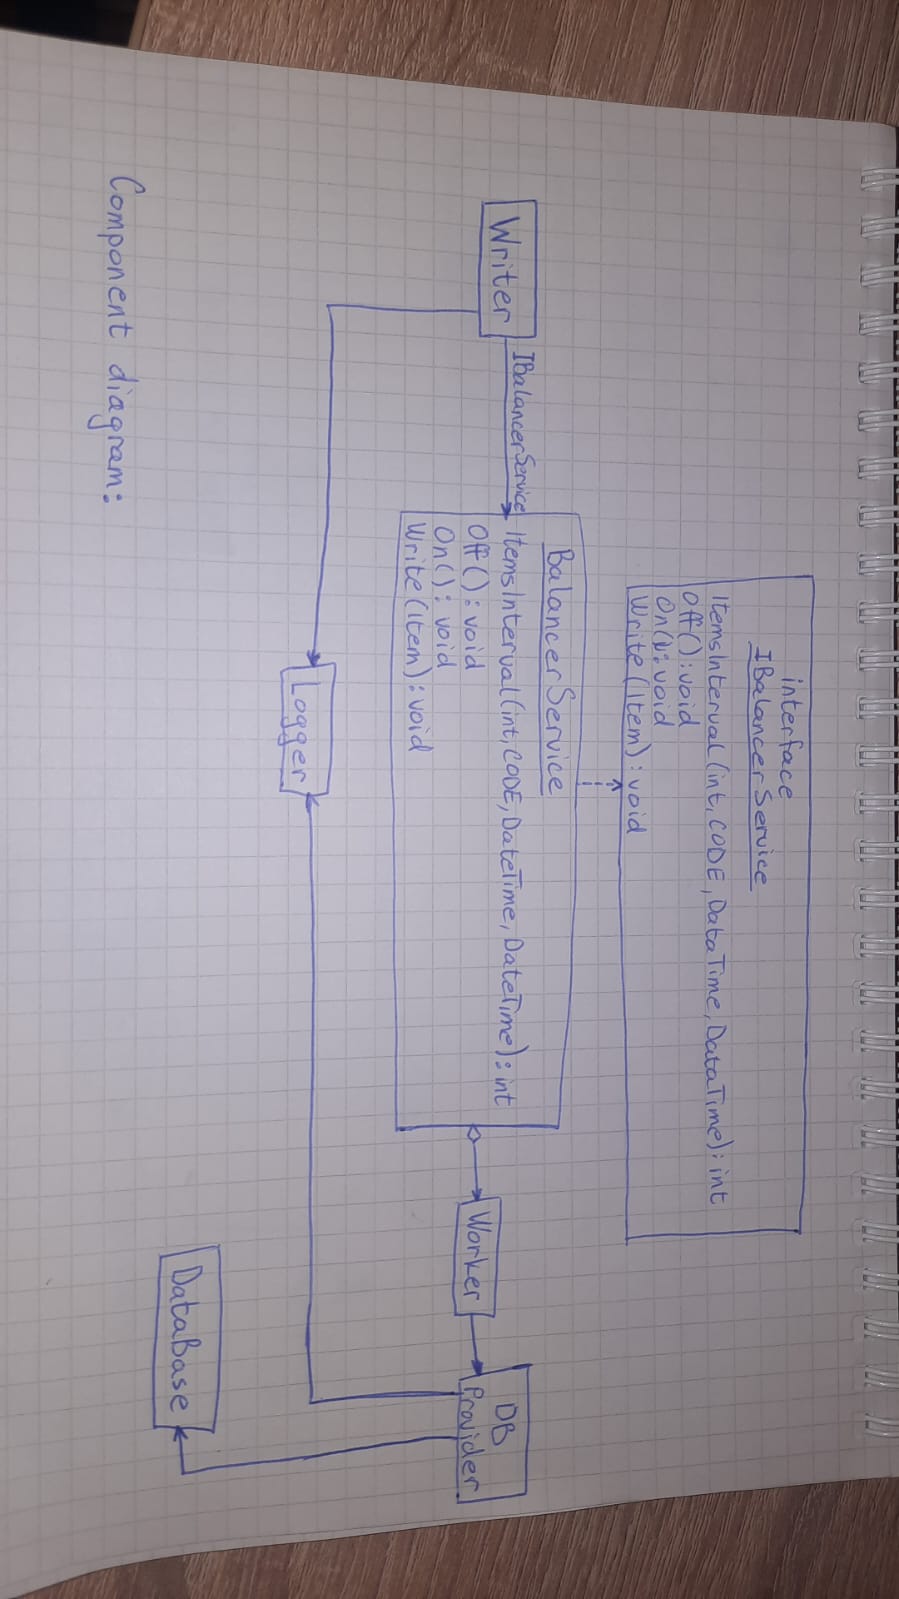 interface
IBalancerService
ItemsInterval(int, CODE, DataTime, DataTime): int
Off(): void
On(): void
Write(Item): void
Writer
IBalancerService
BalancerService
ItemsInterval(int, CODE, DateTime, DateTime): int
Off(): void
On(): void
Write(Item): void
Worker
DB
Provider
Logger
DataBase
Component diagram: